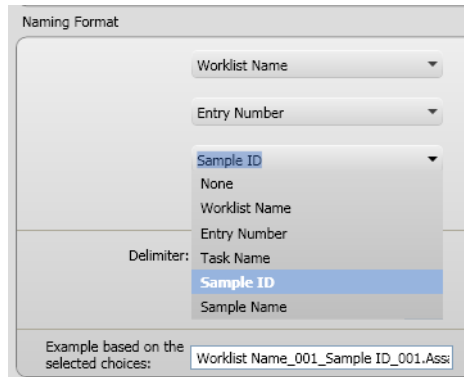 Naming Format
Worklist Name
Entry Number
Sample ID
None
Worklist Name
Entry Number
Delimiter: Task Name
Sample ID
Sample Name
Example based on the
selected choices: Worklist Name_001_Sample ID_001.Assa